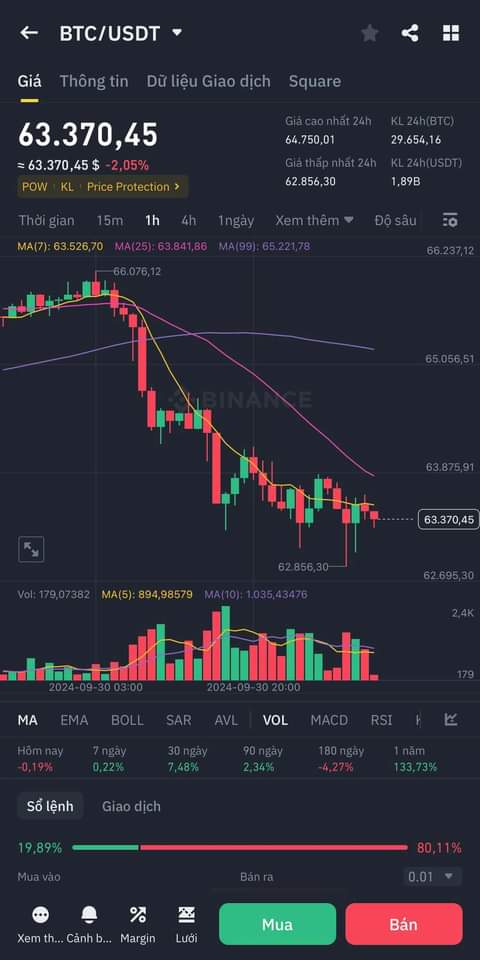 BTC/USDT
Giá Thông tin Dữ liệu Giao dịch Square
63.370,45
≈ 63.370,45 $ -2,05%
POW KL Price Protection
Giá cao nhất 24h KL 24h(BTC)
64.750,01 29.654,16
Giá thấp nhất 24h KL 24h(USDT)
62.856,30 1,89B
Thời gian 15m 1h 4h 1ngày Xem thêm Độ sâu
MA(7): 63.526,70 MA(25): 63.841,86 MA(99): 65.221,78
66.237,12
66.076,12
65.056,51
BINANCE
63.875,91
63.370,45
62.856,30
62.695,30
Vol: 179,07382 MA(5): 894,98579 MA(10): 1.035,43476
2,4K
179
2024-09-30 03:00 2024-09-30 20:00
MA EMA BOLL SAR AVL VOL MACD RSI
Hôm nay 7 ngày 30 ngày 90 ngày 180 ngày 1 năm
-0,19% 0,22% 7,48% 2,34% -4,27% 133,73%
Sổ lệnh Giao dịch
19,89% 80,11%
Mua vào Bán ra 0.01
Xem th... Cảnh b... Margin Lưới Mua Bán